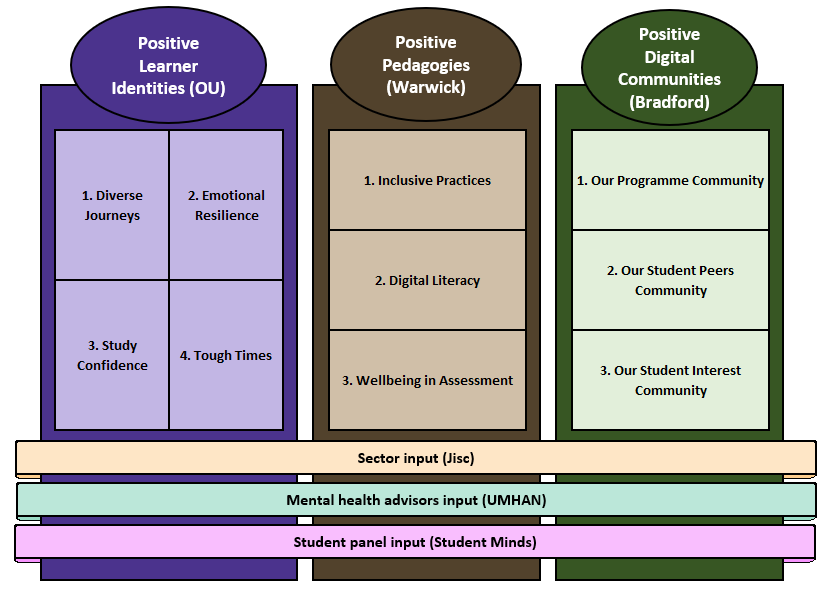 Positive
Learner
Identities (OU)
Positive
Pedagogies
(Warwick)
Positive
Digital
Communities
(Bradford)
1. Diverse
Journeys
2. Emotional
Resilience
3. Study
Confidence
4. Tough Times
1. Inclusive Practices
2. Digital Literacy
3. Wellbeing in Assessment
1. Our Programme Community
2. Our Student Peers
Community
3. Our Student Interest
Community
Sector input (Jisc)
Mental health advisors input (UMHAN)
Student panel input (Student Minds)